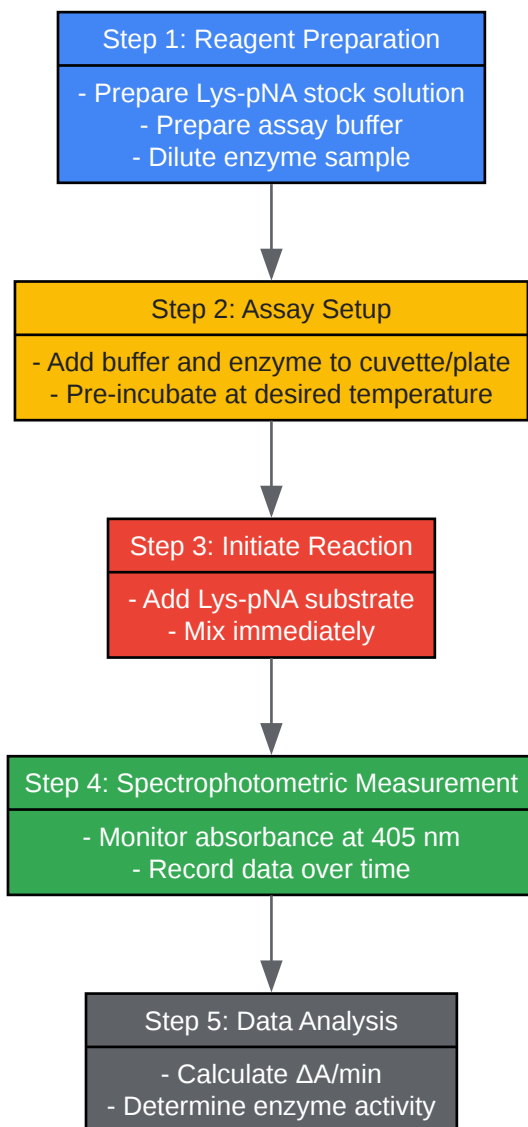 Step 1: Reagent Preparation
- Prepare Lys-pNA stock solution
- Prepare assay buffer
- Dilute enzyme sample
Step 2: Assay Setup
- Add buffer and enzyme to cuvette/plate
- Pre-incubate at desired temperature
Step 3: Initiate Reaction
- Add Lys-pNA substrate
- Mix immediately
Step 4: Spectrophotometric Measurement
- Monitor absorbance at 405 nm
- Record data over time
Step 5: Data Analysis
- Calculate ΔA/min
- Determine enzyme activity